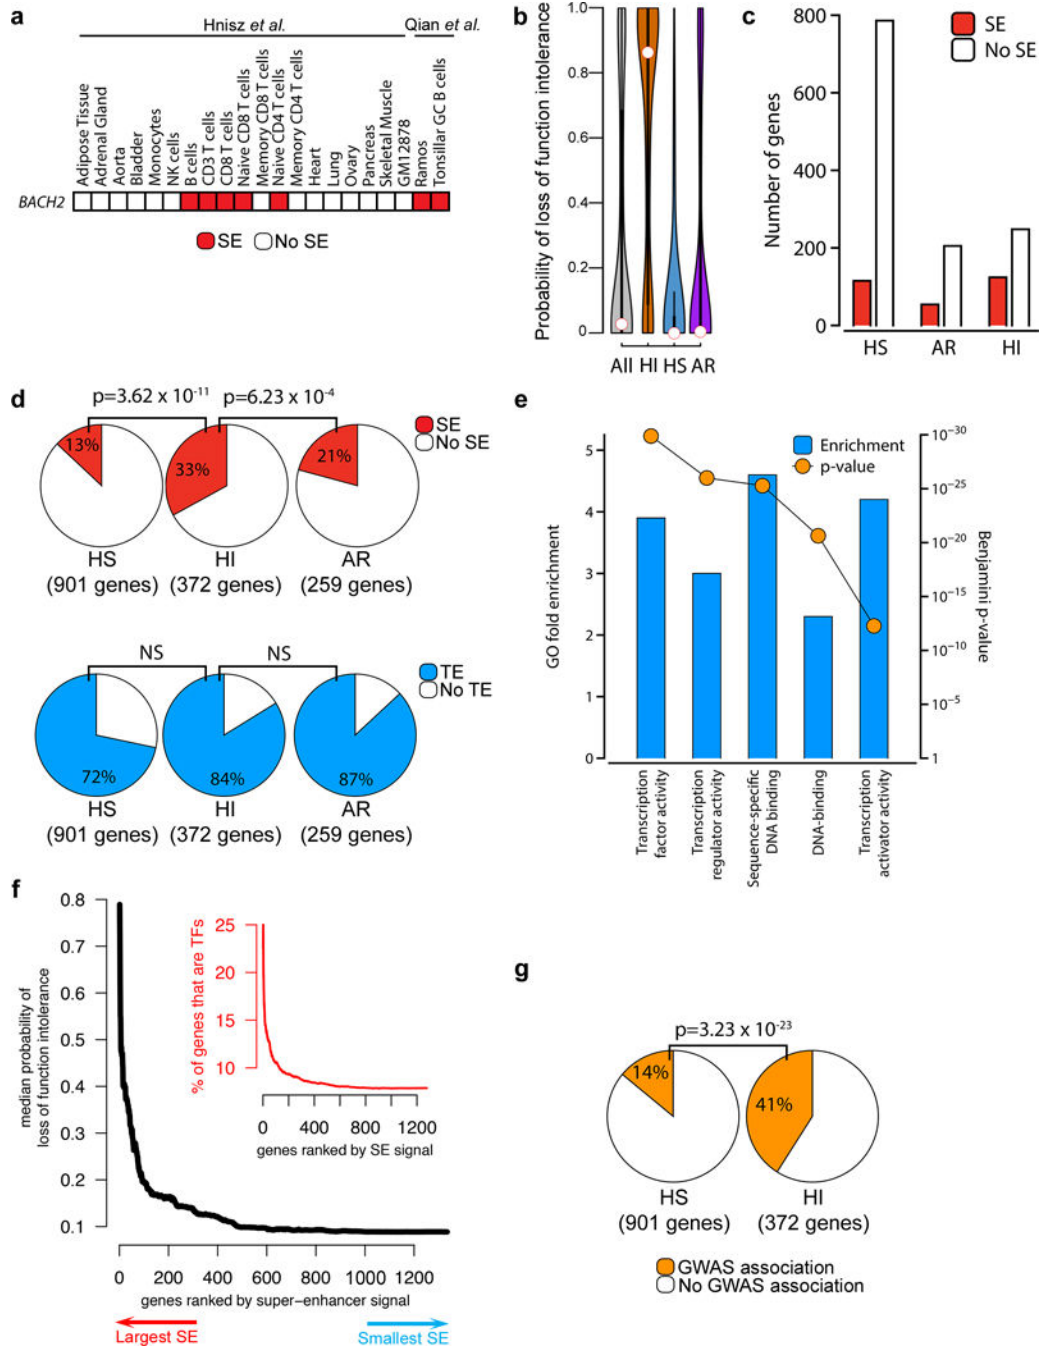 a
Hnisz et al.
Qian et al.
Adipose Tissue
Adrenal Gland
Aorta
Bladder
Monocytes
NK cells
B cells
CD3 T cells
CD8 T cells
Naive CD8 T cells
Memory CD8 T cells
Naive CD4 T cells
Memory CD4 T cells
Heart
Lung
Ovary
Pancreas
Skeletal Muscle
GM12878
Ramos
Tonsillar GC B cells
BACH2
SE
No SE
b
Probability of loss of function intolerance
1.0
0.8
0.6
0.4
0.2
0
All HI HS AR
c
Number of genes
800
600
400
200
0
HS AR HI
SE
No SE
d
p=3.62 x 10⁻¹¹
p=6.23 x 10⁻⁴
SE
No SE
13%
33%
21%
HS HI AR
(901 genes) (372 genes) (259 genes)
NS NS
TE
No TE
72%
84%
87%
HS HI AR
(901 genes) (372 genes) (259 genes)
e
GO fold enrichment
5
4
3
2
1
0
Enrichment
p-value
10⁻³⁰
10⁻²⁵
10⁻²⁰
10⁻¹⁵
10⁻¹⁰
10⁻⁵
1
Benjamini p-value
Transcription
factor activity
Transcription
regulator activity
Sequence-specific
DNA binding
DNA-binding
Transcription
activator activity
f
median probability of
loss of function intolerance
0.8
0.7
0.6
0.5
0.4
0.3
0.2
0.1
0 200 400 600 800 1000 1200
genes ranked by super–enhancer signal
Largest SE
Smallest SE
% of genes that are TFs
25
20
15
10
0 400 800 1200
genes ranked by SE signal
g
p=3.23 x 10⁻²³
14%
41%
HS HI
(901 genes) (372 genes)
GWAS association
No GWAS association